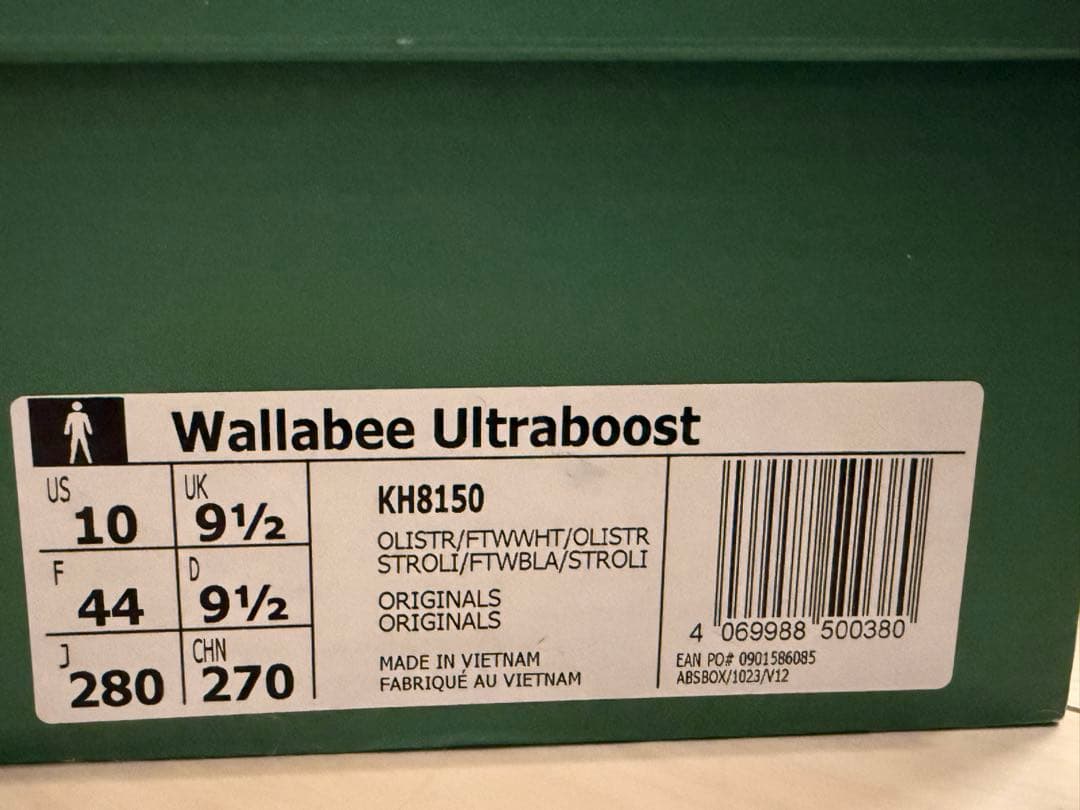 Wallabee Ultraboost
US 10
UK 9½
F 44
D 9½
J 280
CHN 270
KH8150
OLISTR/FTWWHT/OLISTR
STROLI/FTWBLA/STROLI
ORIGINALS
ORIGINALS
MADE IN VIETNAM
FABRIQUÉ AU VIETNAM
4 069988 500380
EAN PO# 0901586085
ABSBOX/1023/V12